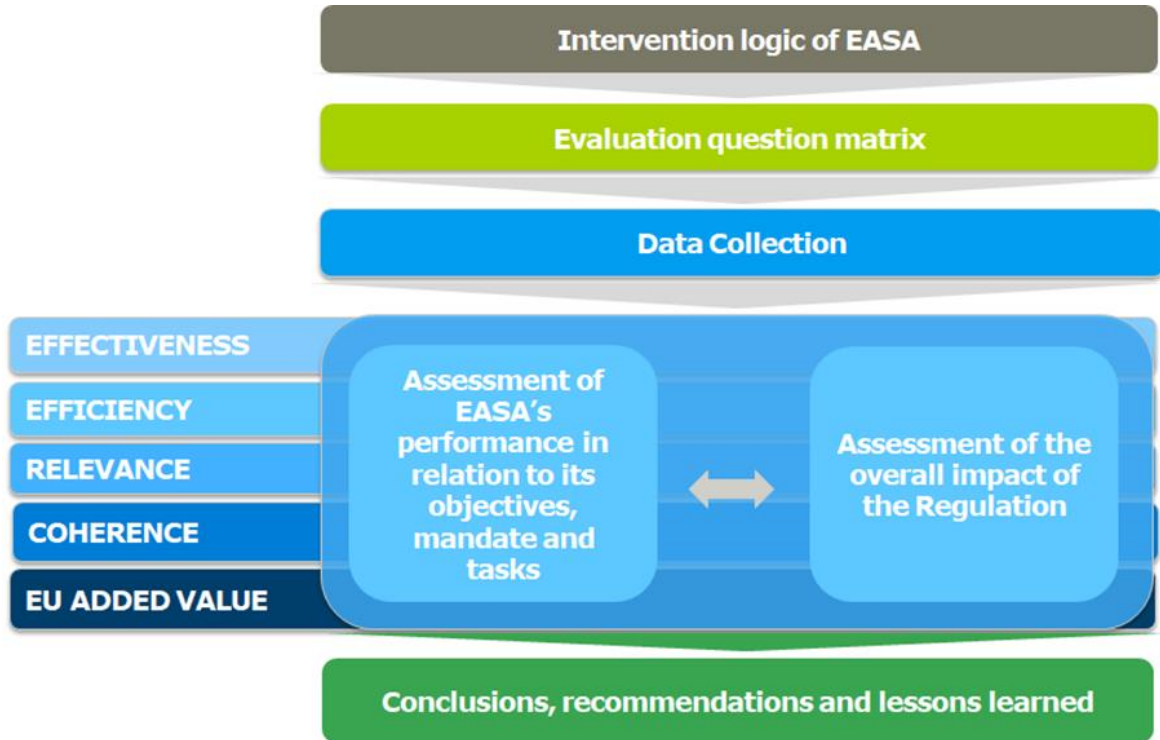 Intervention logic of EASA
Evaluation question matrix
Data Collection
EFFECTIVENESS
EFFICIENCY
RELEVANCE
COHERENCE
EU ADDED VALUE
Assessment of
EASA's
performance in
relation to its
objectives,
mandate and
tasks
Assessment of the
overall impact of
the Regulation
Conclusions, recommendations and lessons learned